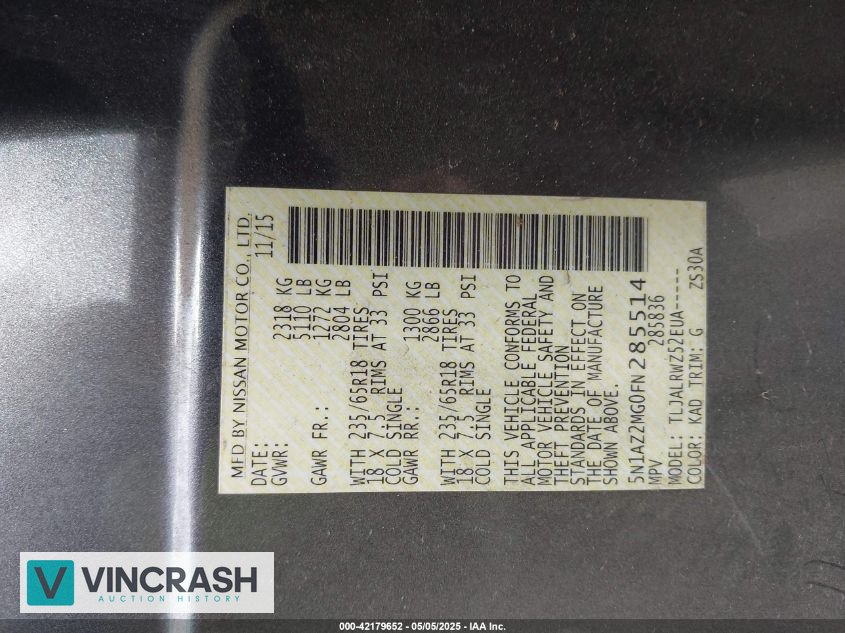 MFD BY NISSAN MOTOR CO., LTD.
DATE: 11/15
GVWR: 2318 KG
5110 LB
GAWR FR.: 1272 KG
2804 LB
WITH 235/65R18 TIRES
18 X 7.5 RIMS AT 33 PSI
COLD SINGLE
GAWR RR.: 1300 KG
2866 LB
WITH 235/65R18 TIRES
18 X 7.5 RIMS AT 33 PSI
COLD SINGLE
THIS VEHICLE CONFORMS TO
ALL APPLICABLE FEDERAL
MOTOR VEHICLE SAFETY AND
THEFT PREVENTION
STANDARDS IN EFFECT ON
THE DATE OF MANUFACTURE
SHOWN ABOVE.
5N1AZ2MG0FN285514
MPV 285836
MODEL: TLJALRWZ52EUA-----
COLOR: KAD TRIM: G ZS30A
VINCRASH
AUCTION HISTORY
000-42179652 - 05/05/2025 - IAA Inc.